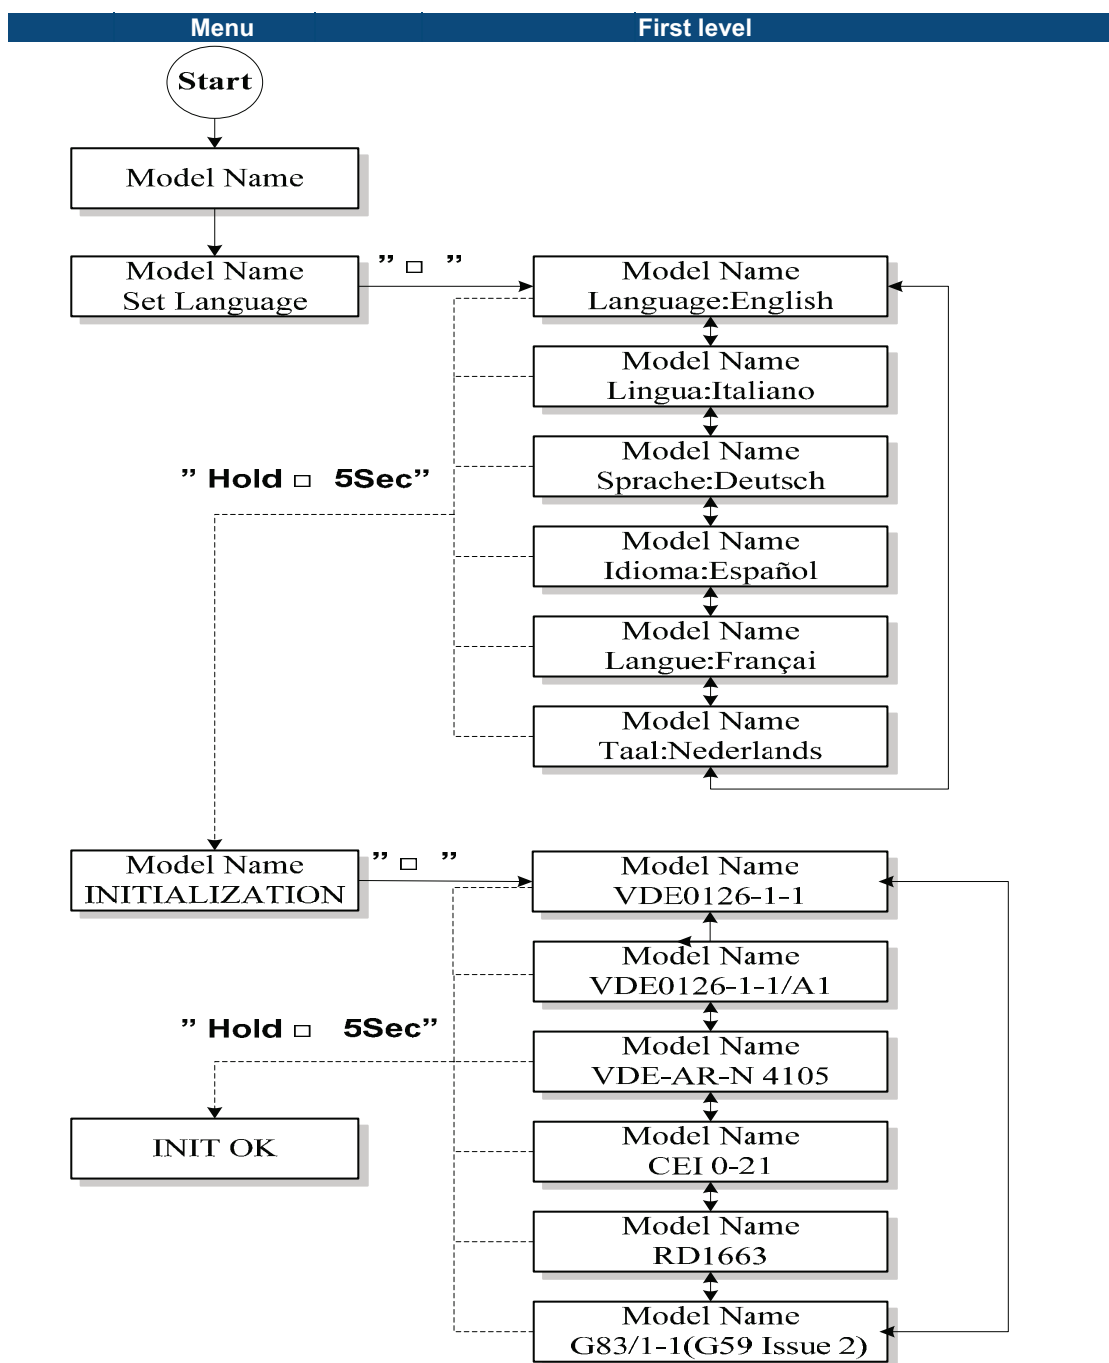 Menu First level
Start
Model Name
Model Name
Set Language
” □ ”
Model Name
Language:English
Model Name
Lingua:Italiano
Model Name
Sprache:Deutsch
” Hold □ 5Sec”
Model Name
Idioma:Español
Model Name
Langue:Françai
Model Name
Taal:Nederlands
Model Name
INITIALIZATION
” □ ”
Model Name
VDE0126-1-1
Model Name
VDE0126-1-1/A1
” Hold □ 5Sec”
Model Name
VDE-AR-N 4105
INIT OK
Model Name
CEI 0-21
Model Name
RD1663
Model Name
G83/1-1(G59 Issue 2)